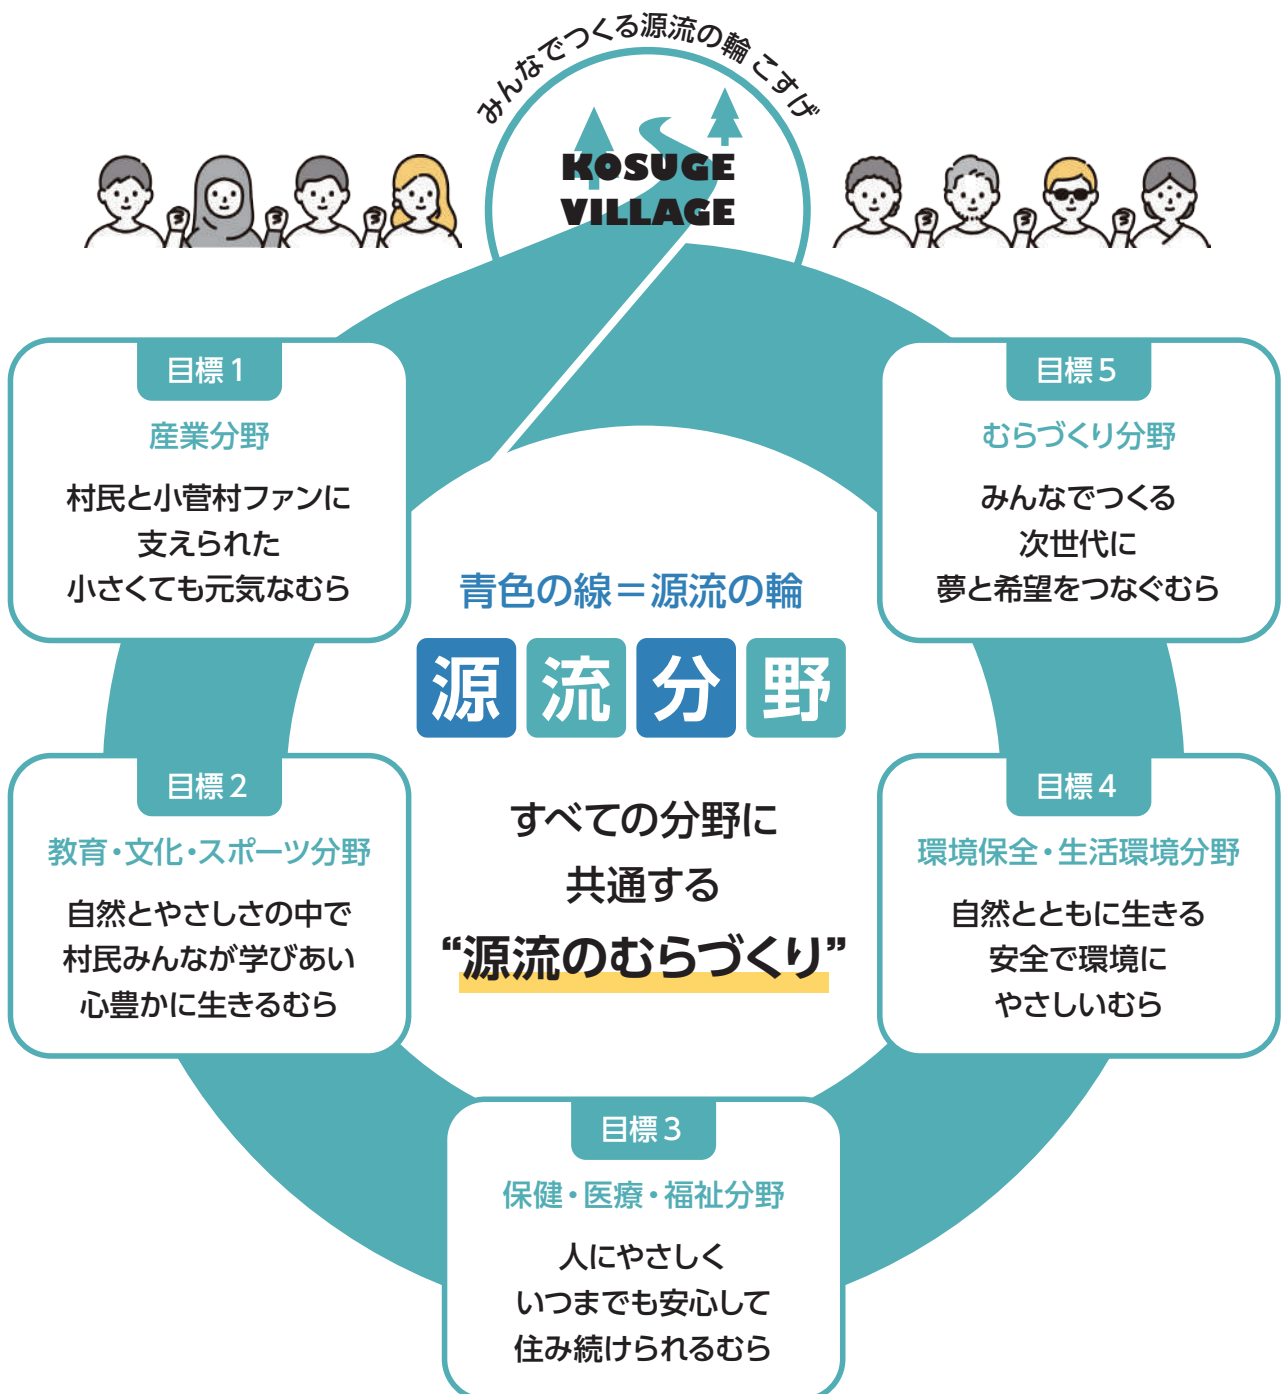 みんなでつくる源流の輪 こすげ
KOSUGE
VILLAGE
目標1
産業分野
村民と小菅村ファンに
支えられた
小さくても元気なむら
目標5
むらづくり分野
みんなでつくる
次世代に
夢と希望をつなぐむら
青色の線＝源流の輪
源流分野
すべての分野に
共通する
“源流のむらづくり”
目標2
教育・文化・スポーツ分野
自然とやさしさの中で
村民みんなが学びあい
心豊かに生きるむら
目標4
環境保全・生活環境分野
自然とともに生きる
安全で環境に
やさしいむら
目標3
保健・医療・福祉分野
人にやさしく
いつまでも安心して
住み続けられるむら